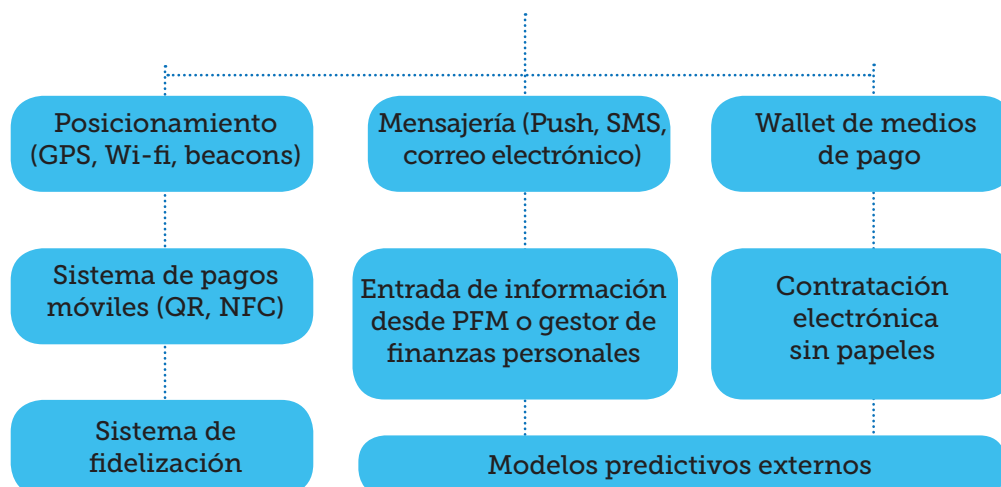 Posicionamiento
(GPS, Wi-fi, beacons)
Mensajería (Push, SMS,
correo electrónico)
Wallet de medios
de pago
Sistema de pagos
móviles (QR, NFC)
Entrada de información
desde PFM o gestor de
finanzas personales
Contratación
electrónica
sin papeles
Sistema de
fidelización
Modelos predictivos externos